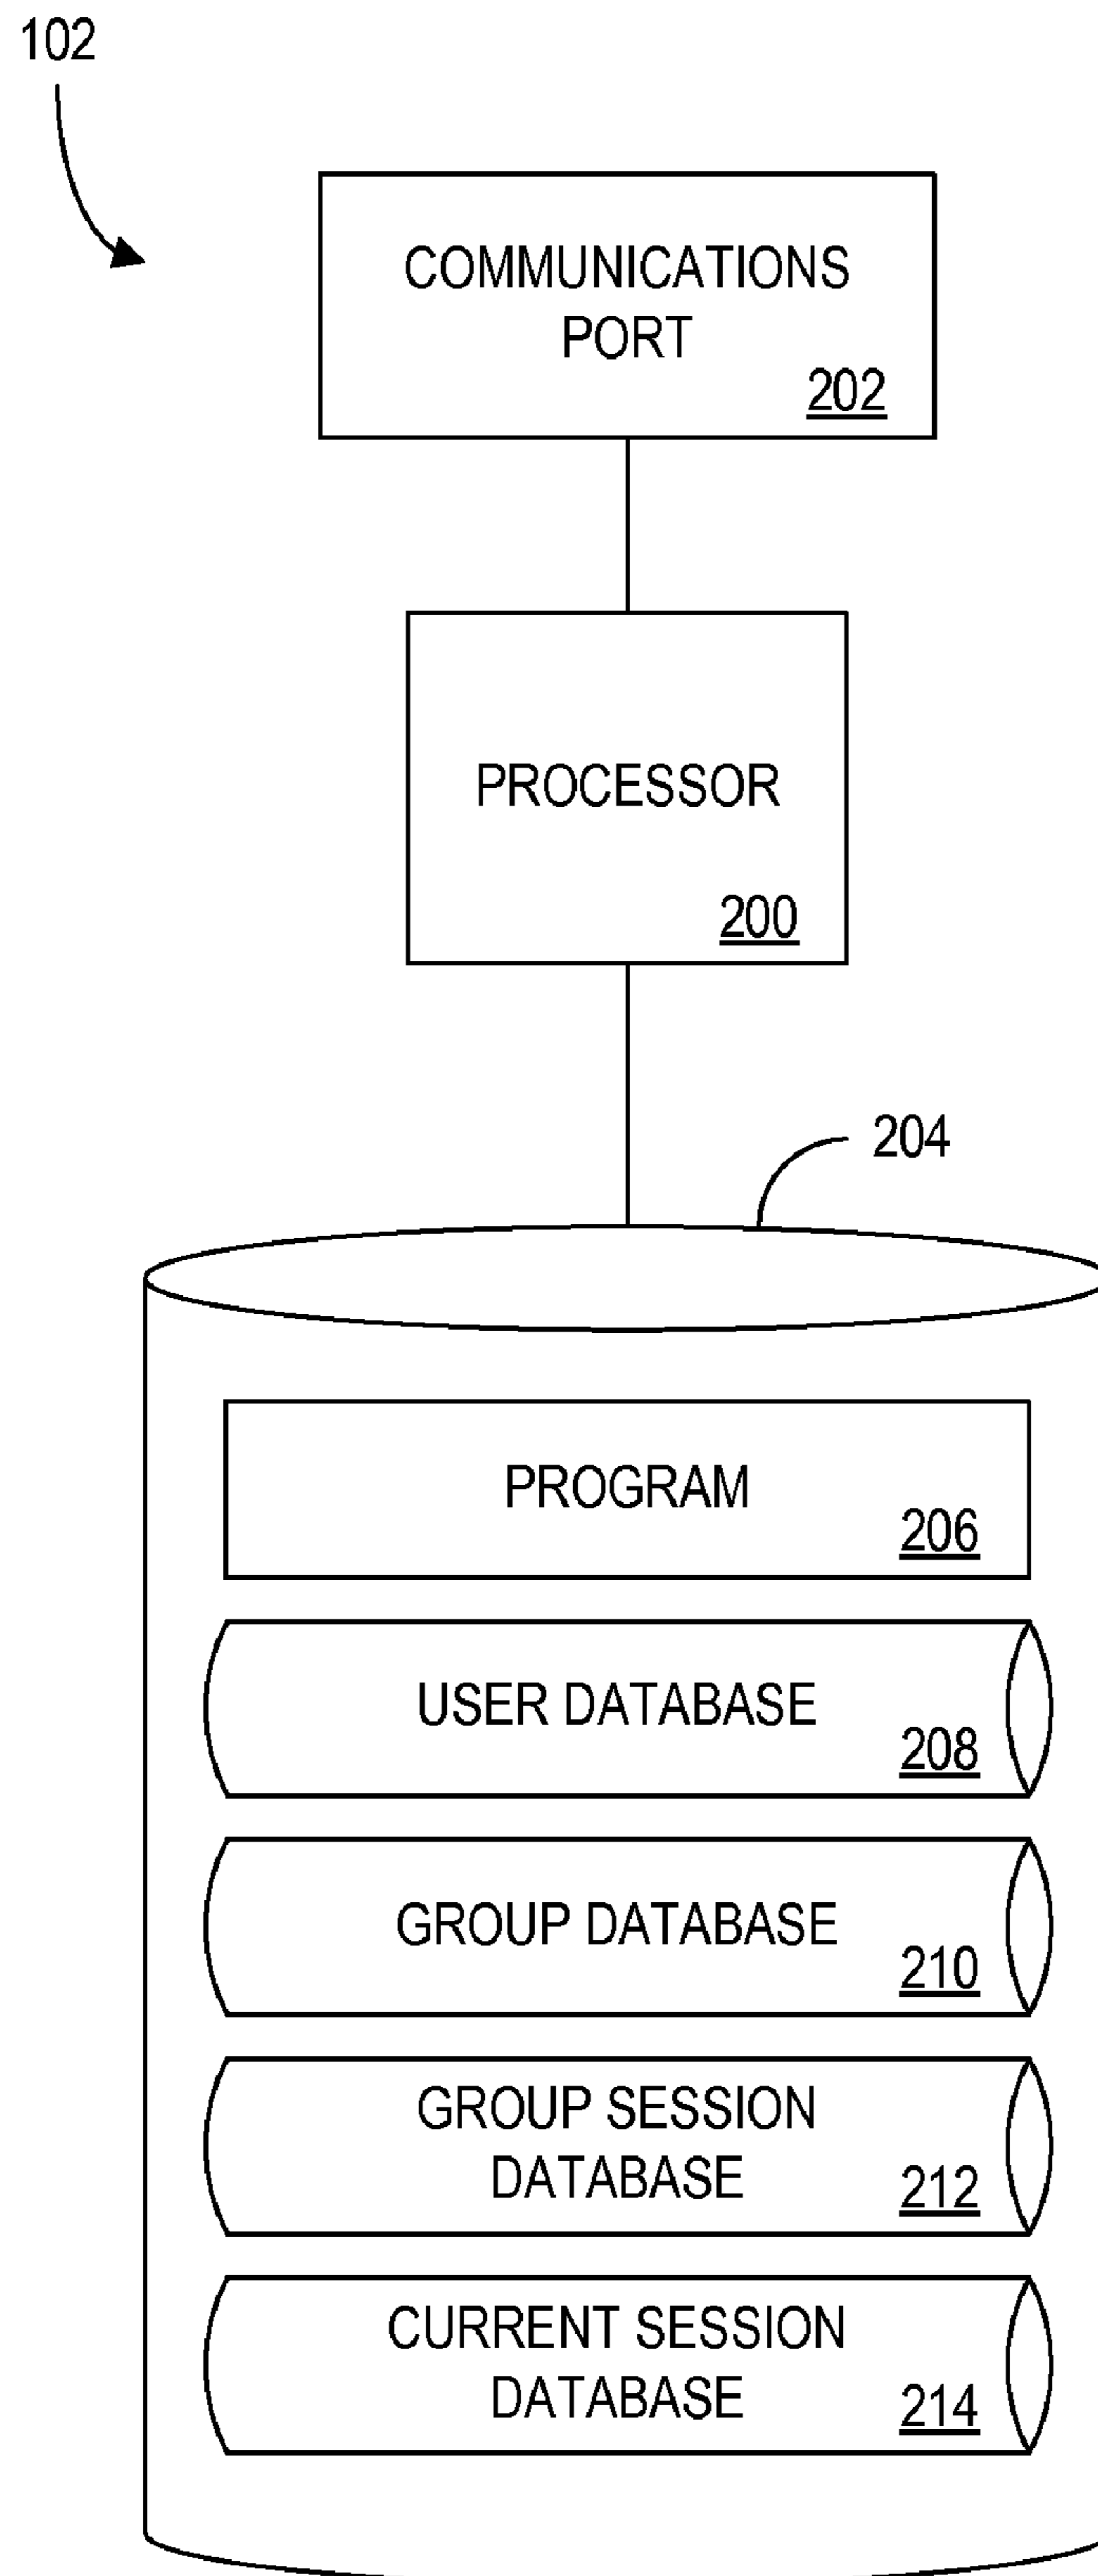 102
COMMUNICATIONS
PORT
202
PROCESSOR
200
204
PROGRAM
206
USER DATABASE
208
GROUP DATABASE
210
GROUP SESSION
DATABASE
212
CURRENT SESSION
DATABASE
214